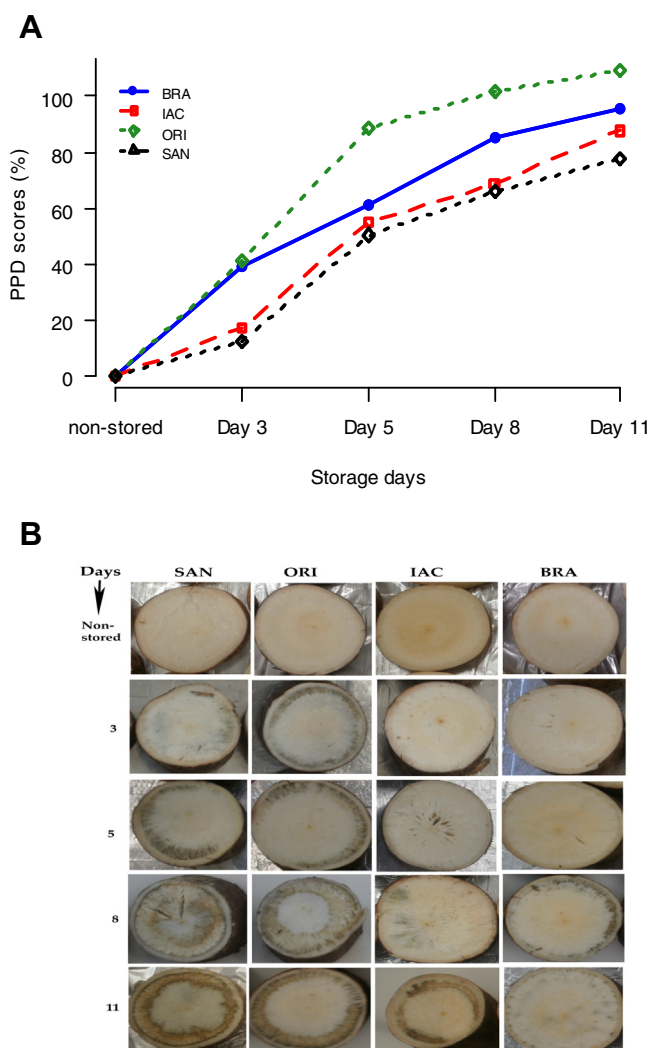 A
PPD scores (%)
100
80
60
40
20
0
BRA
IAC
ORI
SAN
non-stored Day 3 Day 5 Day 8 Day 11
Storage days
B
Days SAN ORI IAC BRA
Non-
stored
3
5
8
11